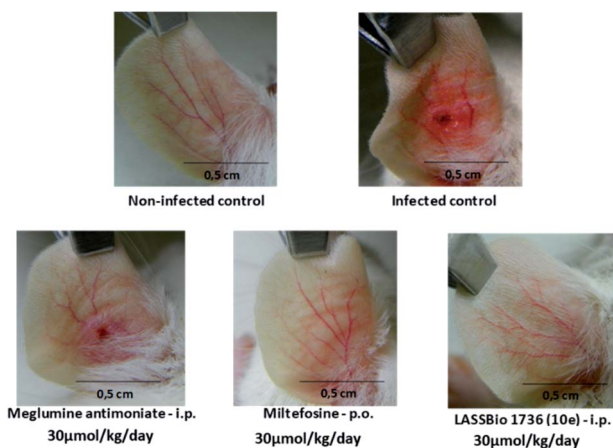 0,5 cm
0,5 cm
Non-infected control
Infected control
0,5 cm
0,5 cm
0,5 cm
Meglumine antimoniate - i.p.
30µmol/kg/day
Miltefosine - p.o.
30µmol/kg/day
LASSBio 1736 (10e) - i.p.
30µmol/kg/day